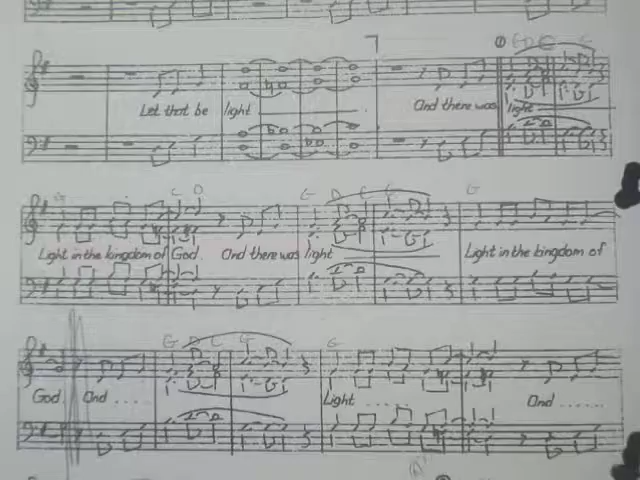 Let that be light And there was light
G C D G D C G G
Light in the kingdom of God. And there was light Light in the kingdom of
G D C G G
God And .... Light ...... And ......